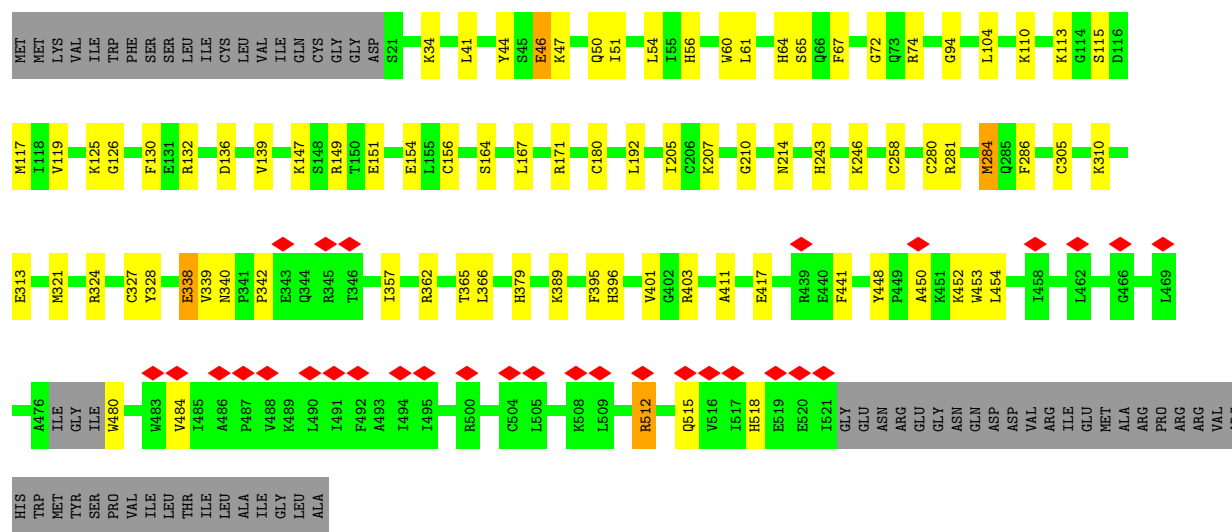 MET MET LYS VAL ILE TRP PHE SER SER LEU ILE CYS LEU VAL ILE GLN CYS GLY GLY ASP S21 K34 L41 Y44 S45 E46 K47 Q50 I51 L54 I55 H56 W60 L61 H64 S65 Q66 F67 G72 Q73 R74 G94 L104 K110 K113 G114 S115 D116
M117 I118 V119 K125 G126 F130 E131 R132 D136 V139 K147 S148 R149 T150 E151 E154 L155 C156 S164 L167 R171 C180 L192 I205 C206 K207 G210 N214 H243 K246 C258 C280 R281 M284 Q285 F286 C305 K310
E313 M321 R324 C327 Y328 E338 V339 N340 P341 P342 E343 Q344 R345 T346 I357 R362 T365 L366 H379 K389 F395 H396 V401 G402 R403 A411 E417 R439 E440 F441 Y448 P449 A450 K451 K452 W453 L454 I458 L462 G466 L469
A476 ILE GLY ILE W480 W483 V484 I485 A486 P487 V488 K489 L490 I491 F492 A493 I494 I495 R500 C504 L505 K508 L509 R512 Q515 V516 I517 H518 E519 E520 I521 GLY GLU ASN ARG GLU GLY ASN GLN ASP ASP VAL ARG ILE GLU MET ALA ARG PRO ARG ARG VAL
HIS TRP MET TYR SER PRO VAL ILE LEU THR ILE LEU ALA ILE GLY LEU ALA